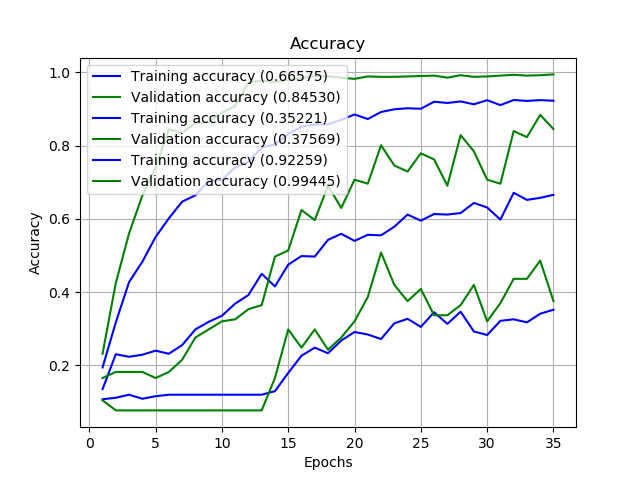 Accuracy
1.0
0.8
0.6
0.4
0.2
Accuracy
Training accuracy (0.66575)
Validation accuracy (0.84530)
Training accuracy (0.35221)
Validation accuracy (0.37569)
Training accuracy (0.92259)
Validation accuracy (0.99445)
0 5 10 15 20 25 30 35
Epochs